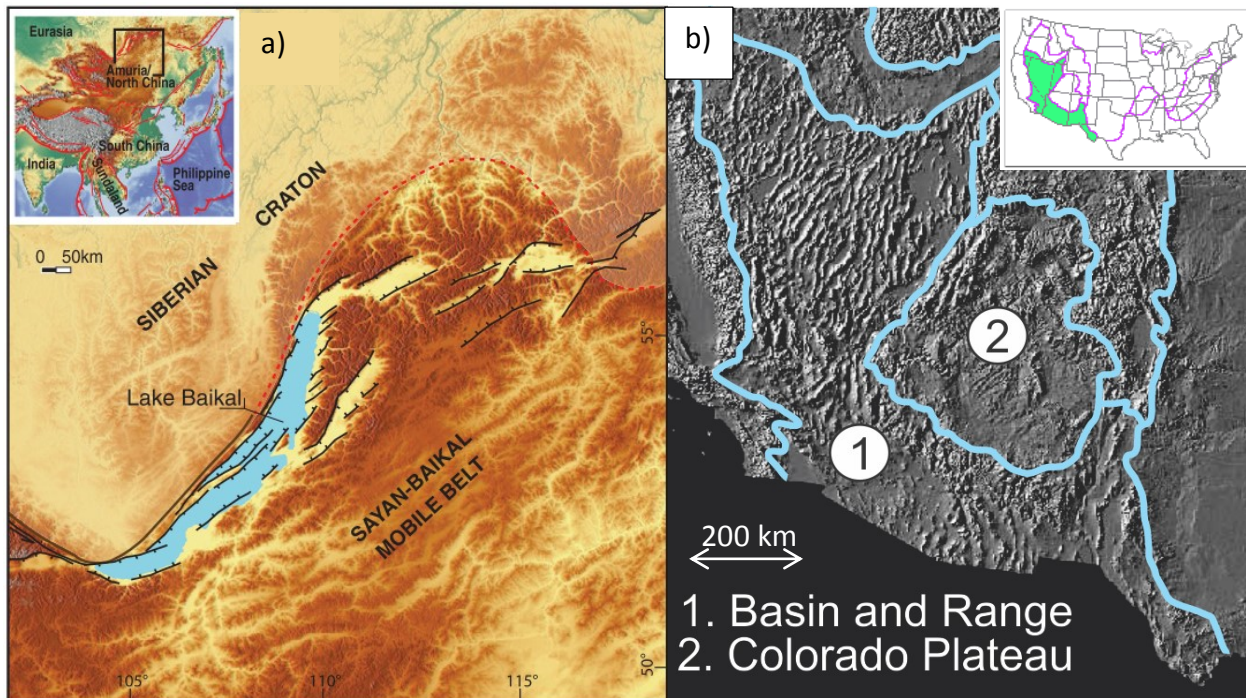 Eurasia
Amuria/
North China
South China
India
Sundaland
Philippine
Sea
a)
0 50km
SIBERIAN
CRATON
Lake Baikal
SAYAN-BAIKAL
MOBILE BELT
55°
50°
105°
110°
115°
b)
2
1
200 km
1. Basin and Range
2. Colorado Plateau